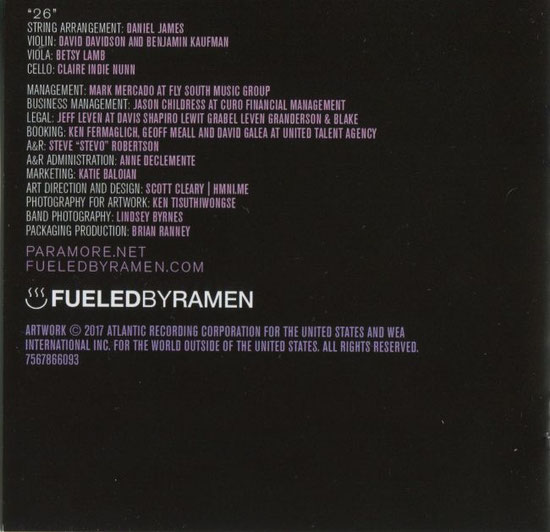 "26"
STRING ARRANGEMENT: DANIEL JAMES
VIOLIN: DAVID DAVIDSON AND BENJAMIN KAUFMAN
VIOLA: BETSY LAMB
CELLO: CLAIRE INDIE NUNN
MANAGEMENT: MARK MERCADO AT FLY SOUTH MUSIC GROUP
BUSINESS MANAGEMENT: JASON CHILDRESS AT CURO FINANCIAL MANAGEMENT
LEGAL: JEFF LEVEN AT DAVIS SHAPIRO LEWIT GRABEL LEVEN GRANDERSON & BLAKE
BOOKING: KEN FERMAGLICH, GEOFF MEALL AND DAVID GALEA AT UNITED TALENT AGENCY
A&R: STEVE "STEVO" ROBERTSON
A&R ADMINISTRATION: ANNE DECLEMENTE
MARKETING: KATIE BALOIAN
ART DIRECTION AND DESIGN: SCOTT CLEARY | HMNI.ME
PHOTOGRAPHY FOR ARTWORK: KEN TISUTHIWONGSE
BAND PHOTOGRAPHY: LINDSEY BYRNES
PACKAGING PRODUCTION: BRIAN RANNEY
PARAMORE.NET
FUELEDBYRAMEN.COM
FUELEDBYRAMEN
ARTWORK © 2017 ATLANTIC RECORDING CORPORATION FOR THE UNITED STATES AND WEA
INTERNATIONAL INC. FOR THE WORLD OUTSIDE OF THE UNITED STATES. ALL RIGHTS RESERVED.
7567866093